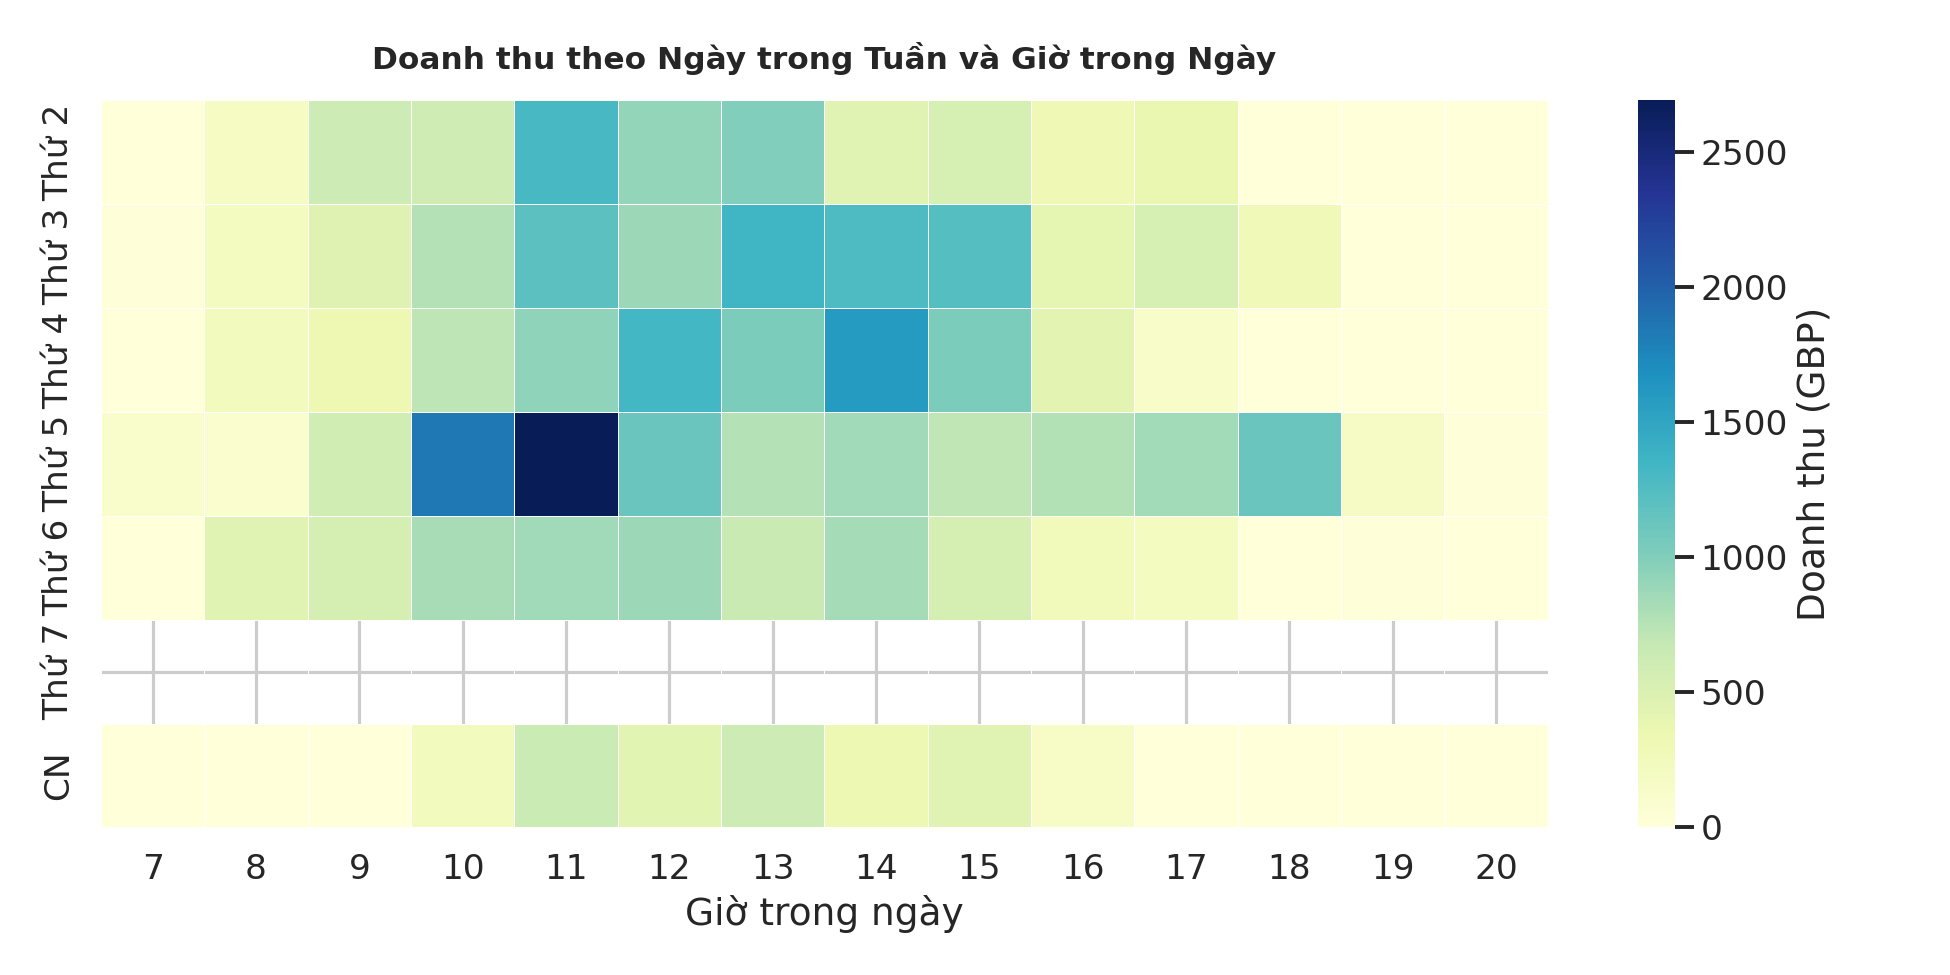 Doanh thu theo Ngày trong Tuần và Giờ trong Ngày
Thứ 2
Thứ 3
Thứ 4
Thứ 5
Thứ 6
Thứ 7
CN
7 8 9 10 11 12 13 14 15 16 17 18 19 20
Giờ trong ngày
2500
2000
1500
1000
500
0
Doanh thu (GBP)